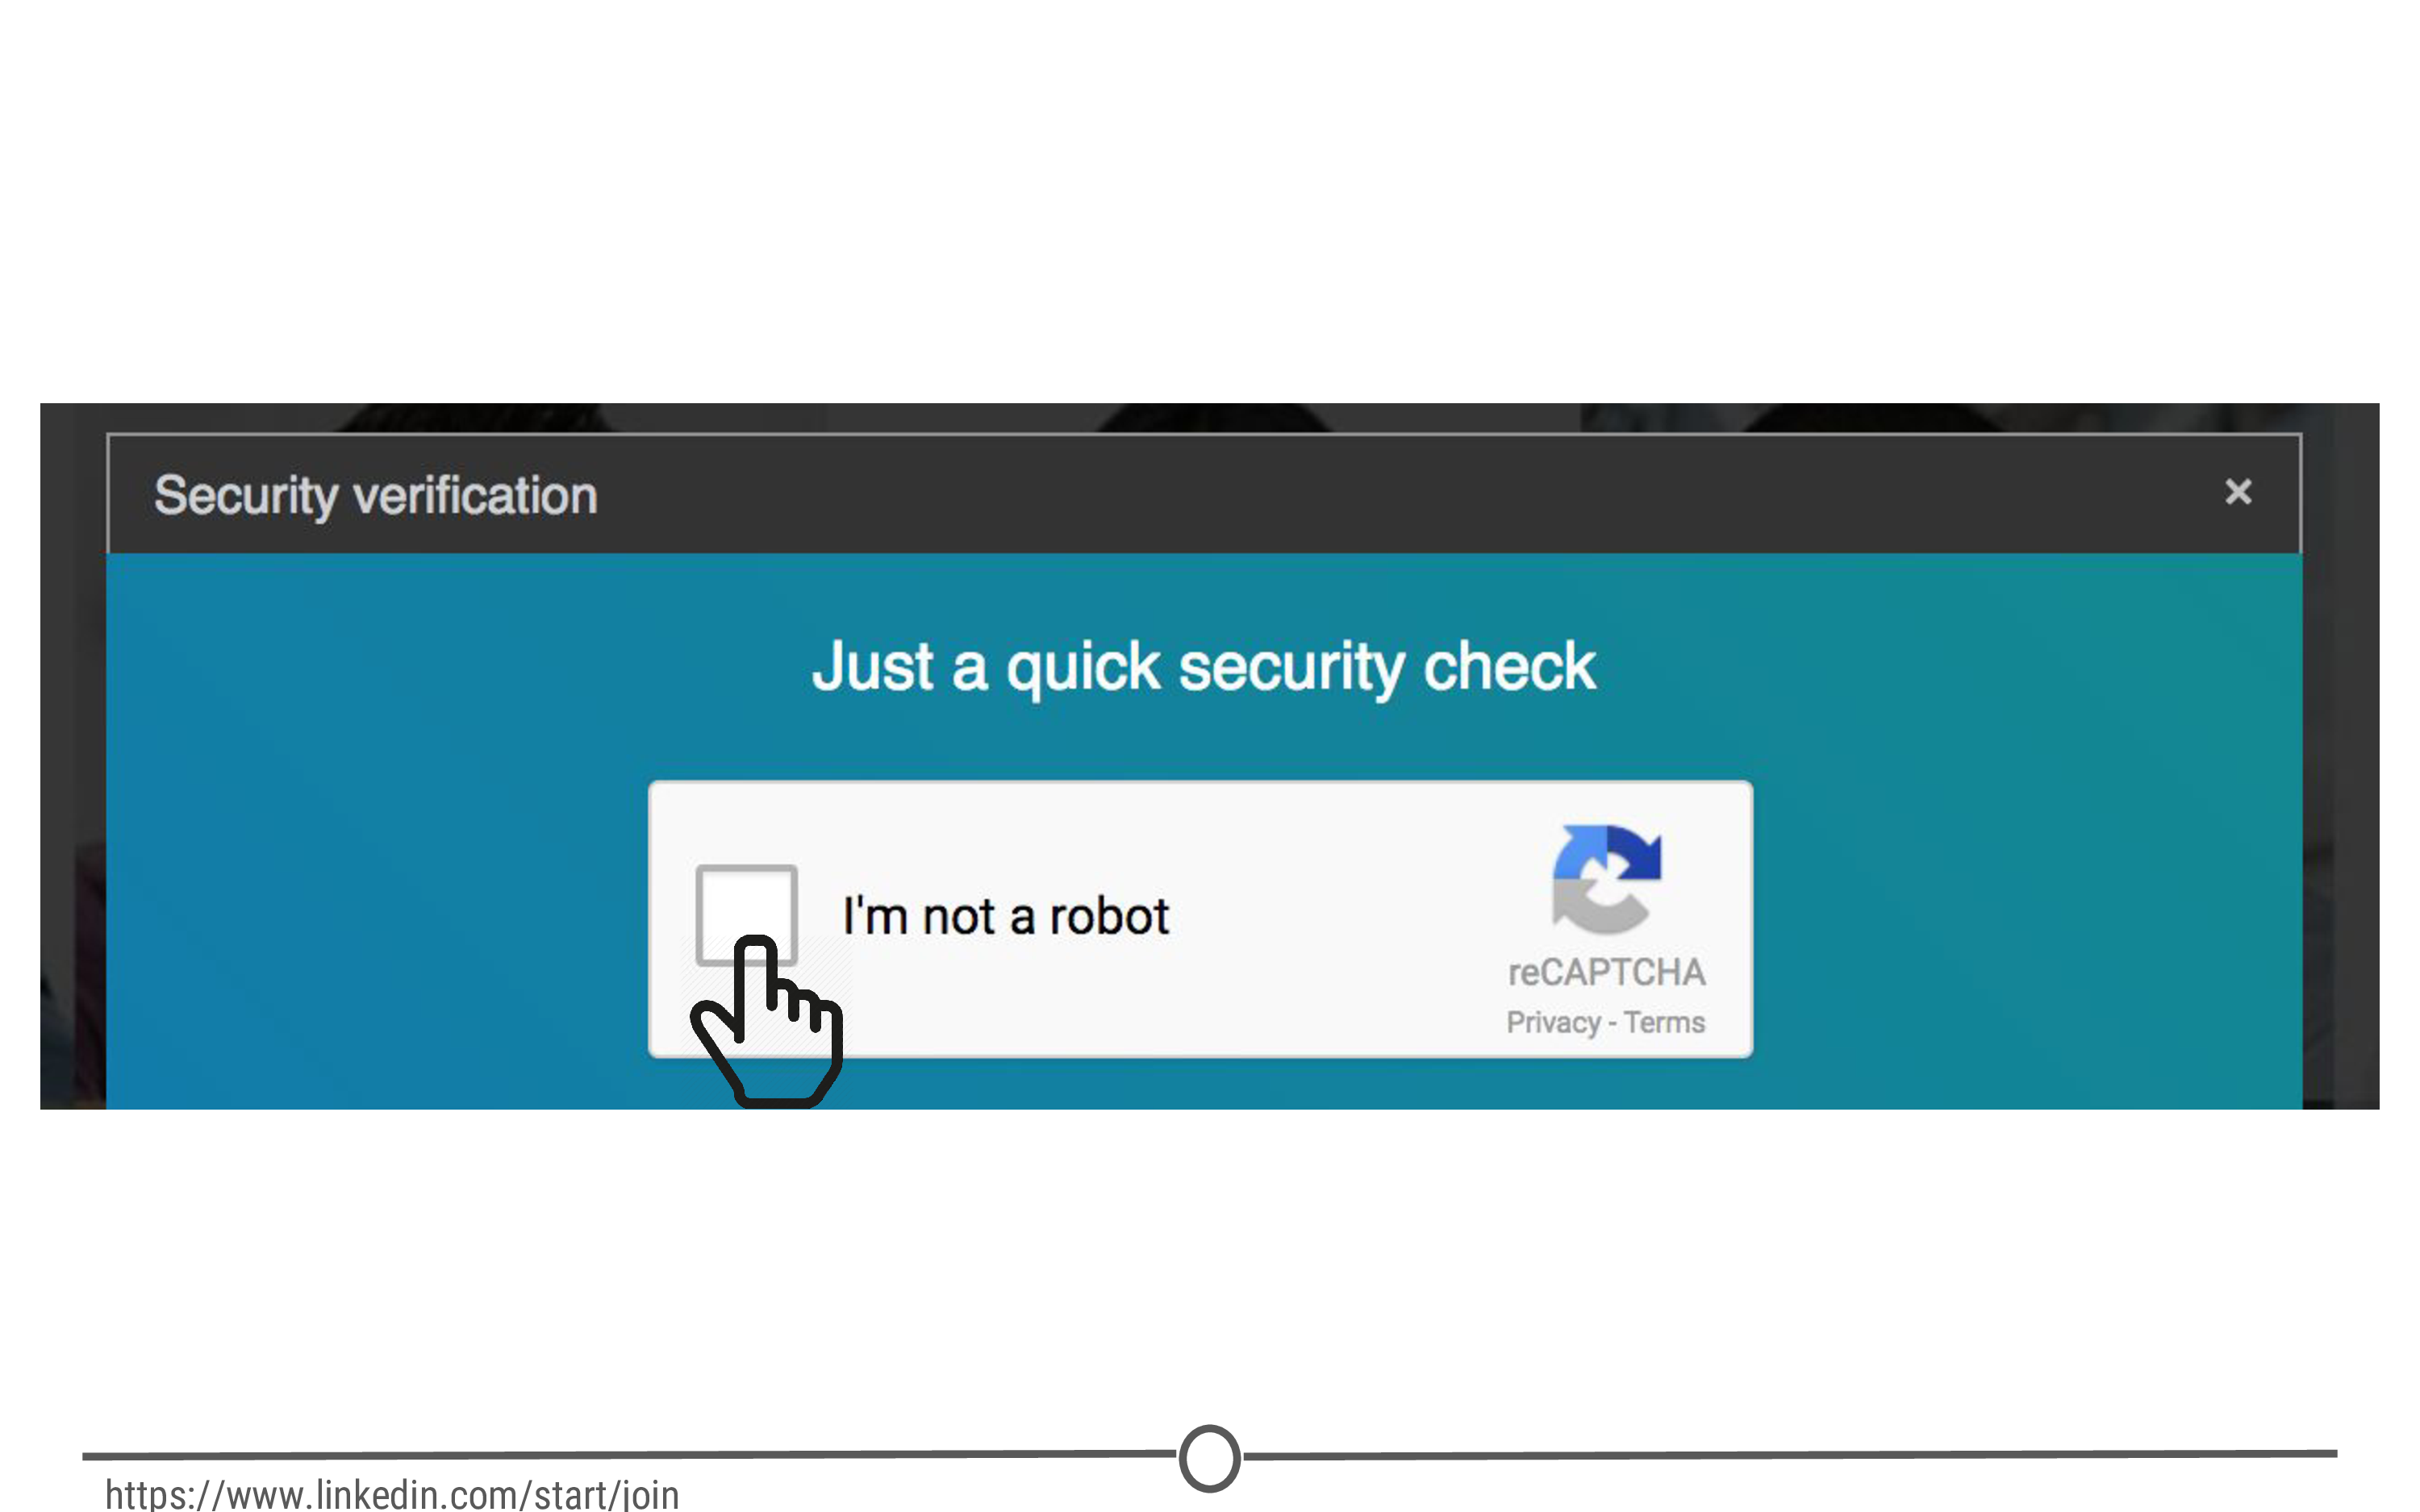 Security verification
×
Just a quick security check
I'm not a robot
reCAPTCHA
Privacy - Terms
https://www.linkedin.com/start/join